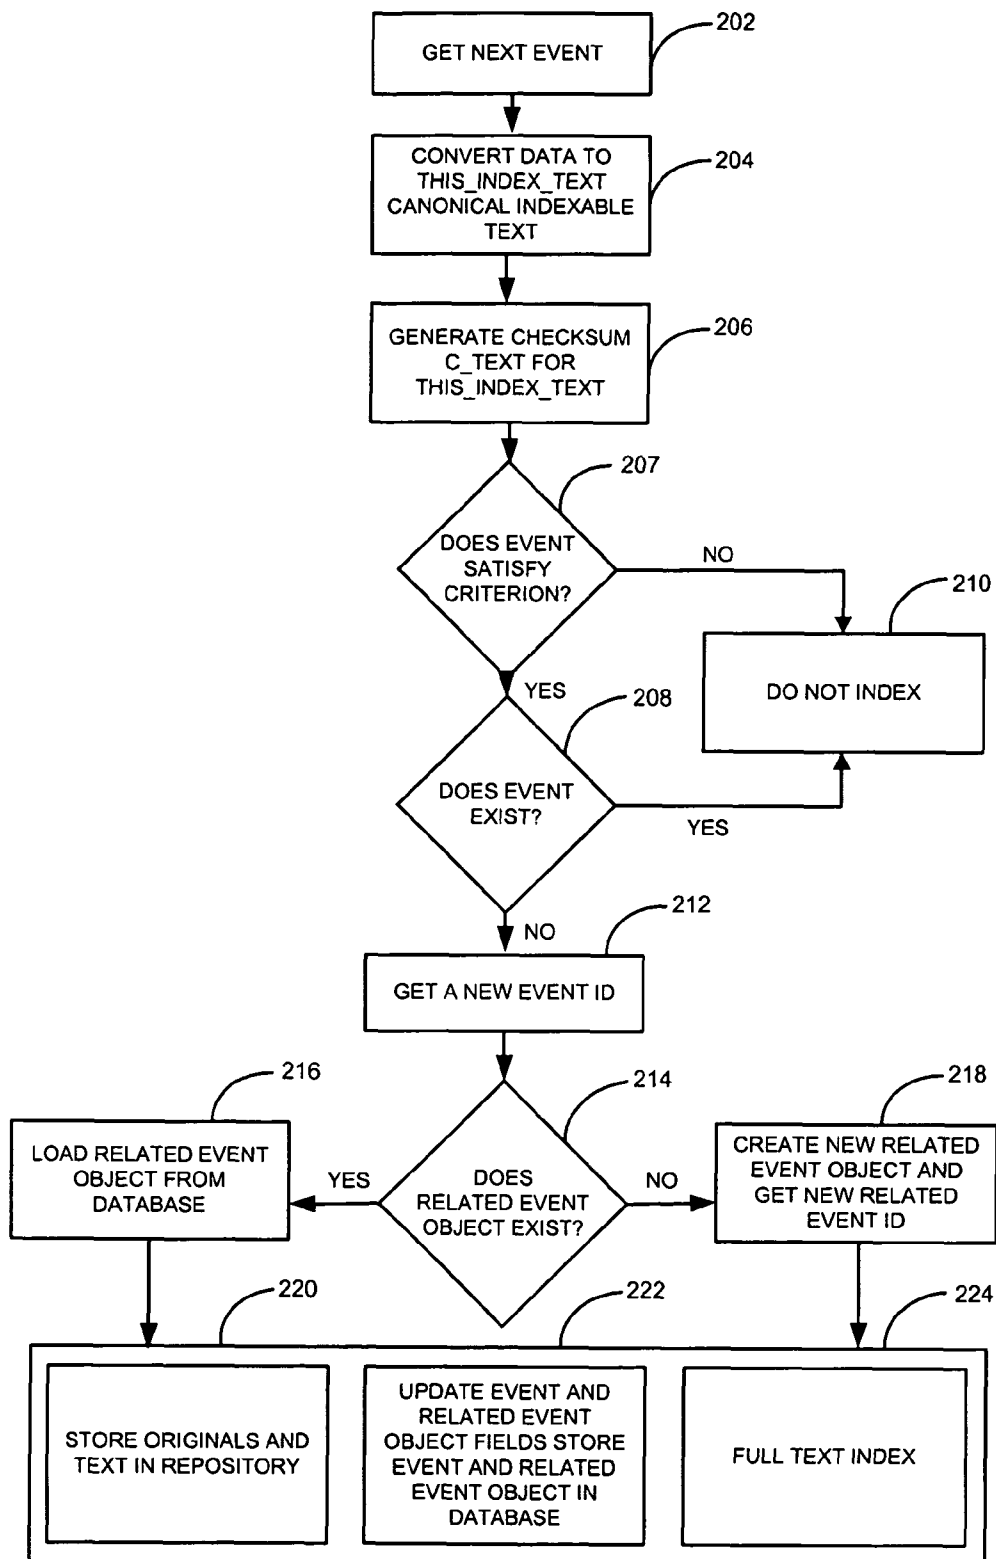 202
GET NEXT EVENT
204
CONVERT DATA TO
THIS_INDEX_TEXT
CANONICAL INDEXABLE
TEXT
206
GENERATE CHECKSUM
C_TEXT FOR
THIS_INDEX_TEXT
207
DOES EVENT
SATISFY
CRITERION?
NO
210
DO NOT INDEX
YES
208
DOES EVENT
EXIST?
YES
NO
212
GET A NEW EVENT ID
214
DOES
RELATED EVENT
OBJECT EXIST?
216
LOAD RELATED EVENT
OBJECT FROM
DATABASE
YES
NO
218
CREATE NEW RELATED
EVENT OBJECT AND
GET NEW RELATED
EVENT ID
220
222
224
STORE ORIGINALS AND
TEXT IN REPOSITORY
UPDATE EVENT AND
RELATED EVENT
OBJECT FIELDS STORE
EVENT AND RELATED
EVENT OBJECT IN
DATABASE
FULL TEXT INDEX